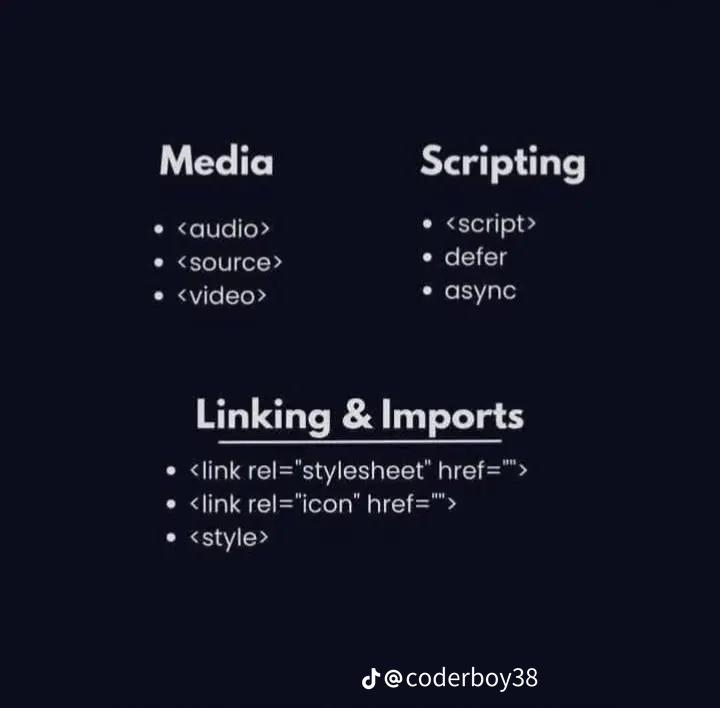 Media
• <audio>
• <source>
• <video>
Scripting
• <script>
• defer
• async
Linking & Imports
• <link rel="stylesheet" href="">
• <link rel="icon" href="">
• <style>
@coderboy38